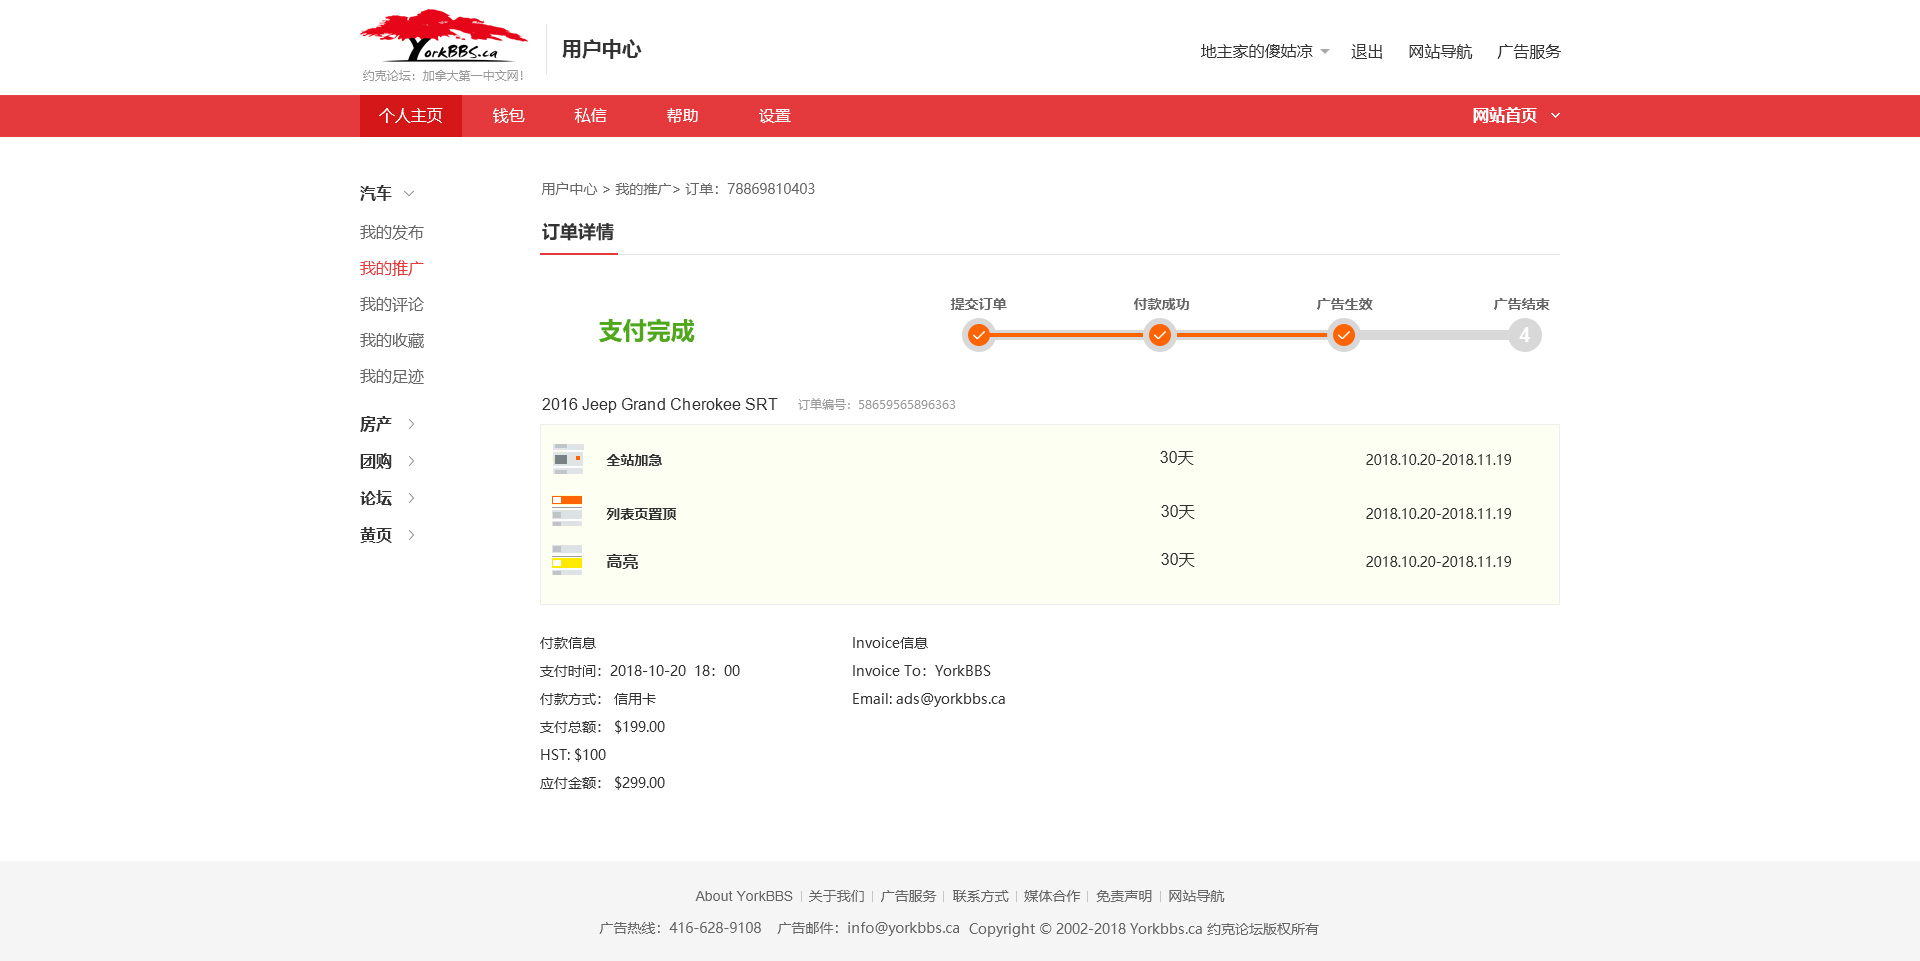 YorkBBS.ca
约克论坛：加拿大第一中文网!
用户中心
地主家的傻姑凉 退出 网站导航 广告服务
个人主页 钱包 私信 帮助 设置 网站首页
汽车
我的发布
我的推广
我的评论
我的收藏
我的足迹
房产
团购
论坛
黄页
用户中心 > 我的推广> 订单：78869810403
订单详情
支付完成
提交订单 付款成功 广告生效 广告结束
4
2016 Jeep Grand Cherokee SRT 订单编号：58659565896363
全站加急 30天 2018.10.20-2018.11.19
列表页置顶 30天 2018.10.20-2018.11.19
高亮 30天 2018.10.20-2018.11.19
付款信息
支付时间：2018-10-20 18：00
付款方式： 信用卡
支付总额： $199.00
HST: $100
应付金额： $299.00
Invoice信息
Invoice To：YorkBBS
Email: ads@yorkbbs.ca
About YorkBBS | 关于我们 | 广告服务 | 联系方式 | 媒体合作 | 免责声明 | 网站导航
广告热线：416-628-9108 广告邮件：info@yorkbbs.ca Copyright © 2002-2018 Yorkbbs.ca 约克论坛版权所有